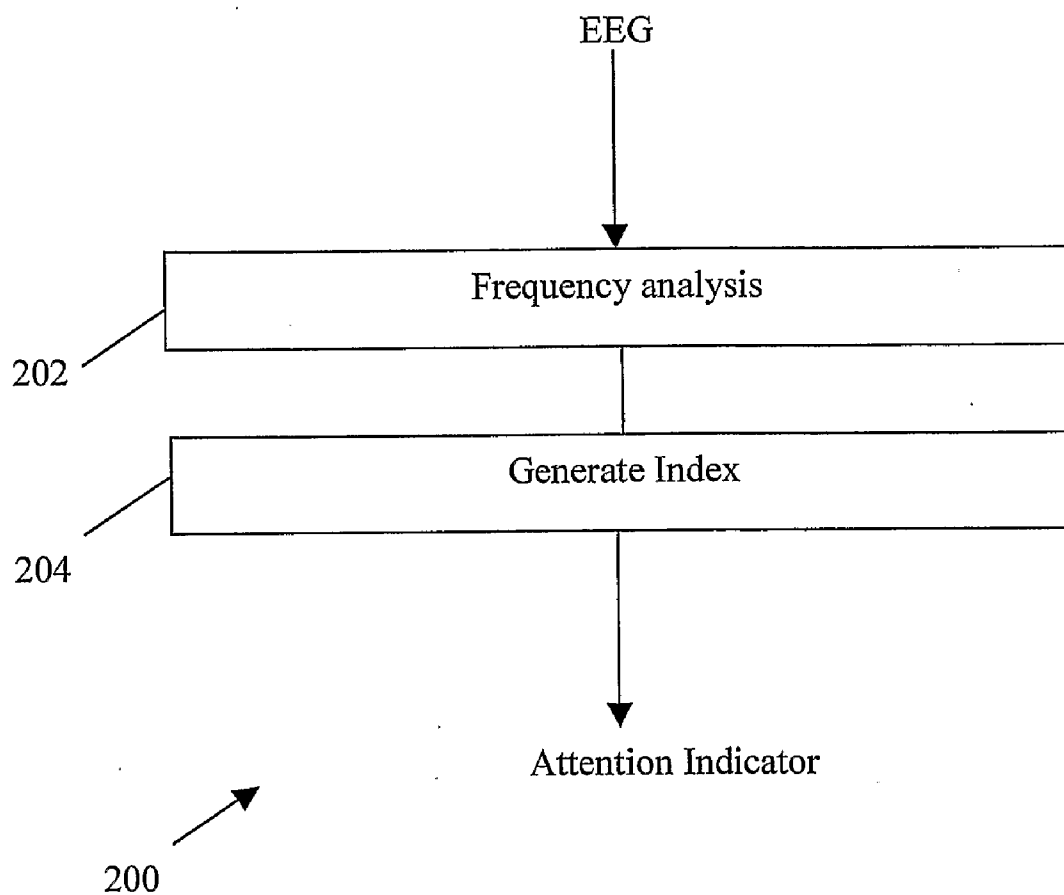 EEG
Frequency analysis
202
Generate Index
204
Attention Indicator
200